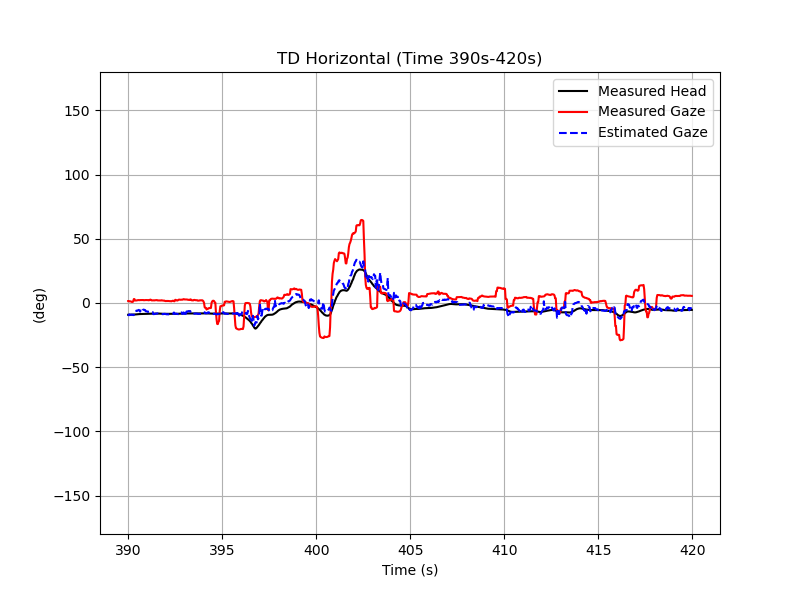 TD Horizontal (Time 390s-420s)
Measured Head
Measured Gaze
Estimated Gaze
150
100
50
0
−50
−100
−150
(deg)
390
395
400
405
410
415
420
Time (s)